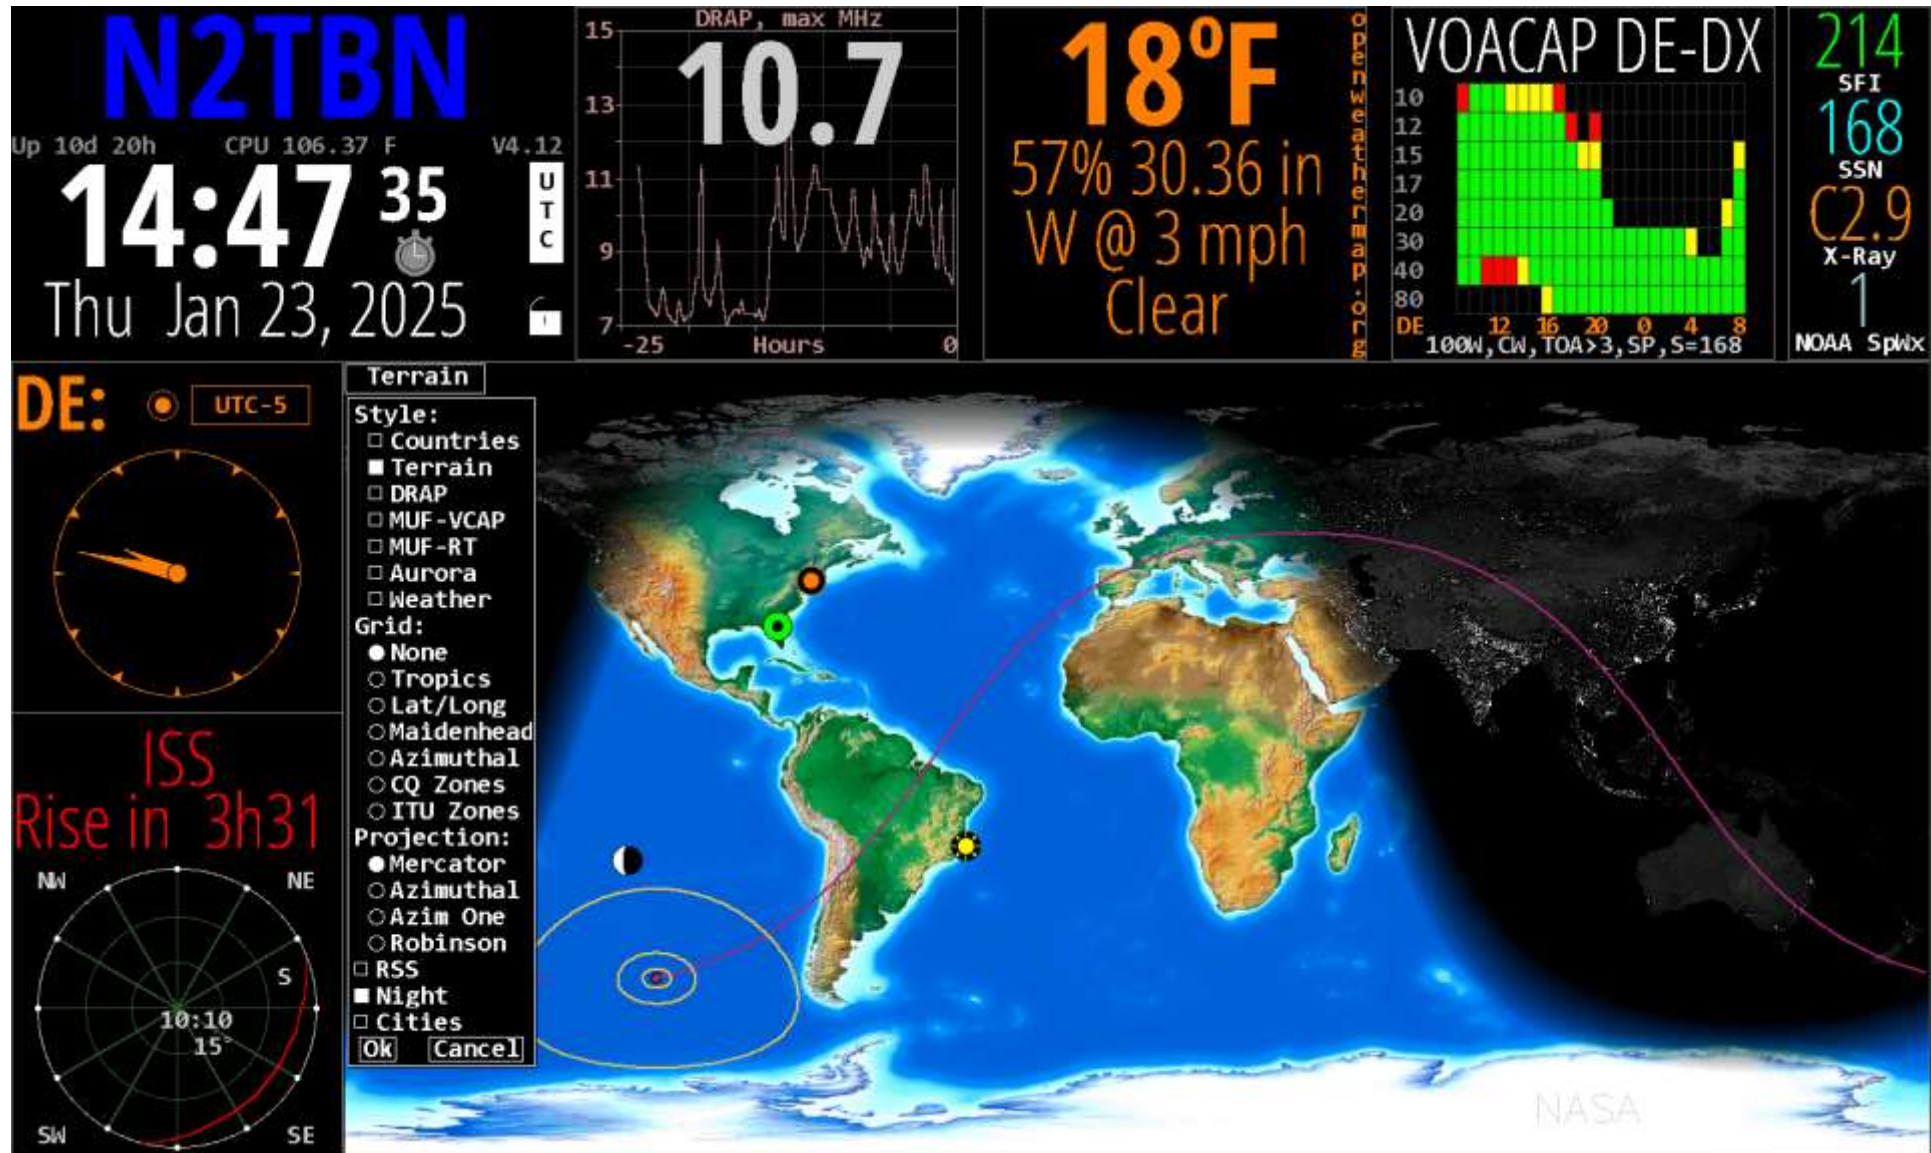 N2TBN
Up 10d 20h CPU 106.37 F V4.12
14:47 35
UTC
Thu Jan 23, 2025
DRAP, max MHz
10.7
15
13
11
9
7
-25 Hours 0
18ºF
57% 30.36 in
W @ 3 mph
Clear
openweathermap.org
VOACAP DE-DX
10
12
15
17
20
30
40
80
DE 12 16 20 0 4 8
100W,CW,TOA>3,SP,S=168
214
SFI
168
SSN
C2.9
X-Ray
1
NOAA SpWx
DE: UTC-5
ISS
Rise in 3h31
NW NE
S
10:10
15°
SW SE
Terrain
Style:
Countries
Terrain
DRAP
MUF-VCAP
MUF-RT
Aurora
Weather
Grid:
None
Tropics
Lat/Long
Maidenhead
Azimuthal
CQ Zones
ITU Zones
Projection:
Mercator
Azimuthal
Azim One
Robinson
RSS
Night
Cities
Ok Cancel
NASA